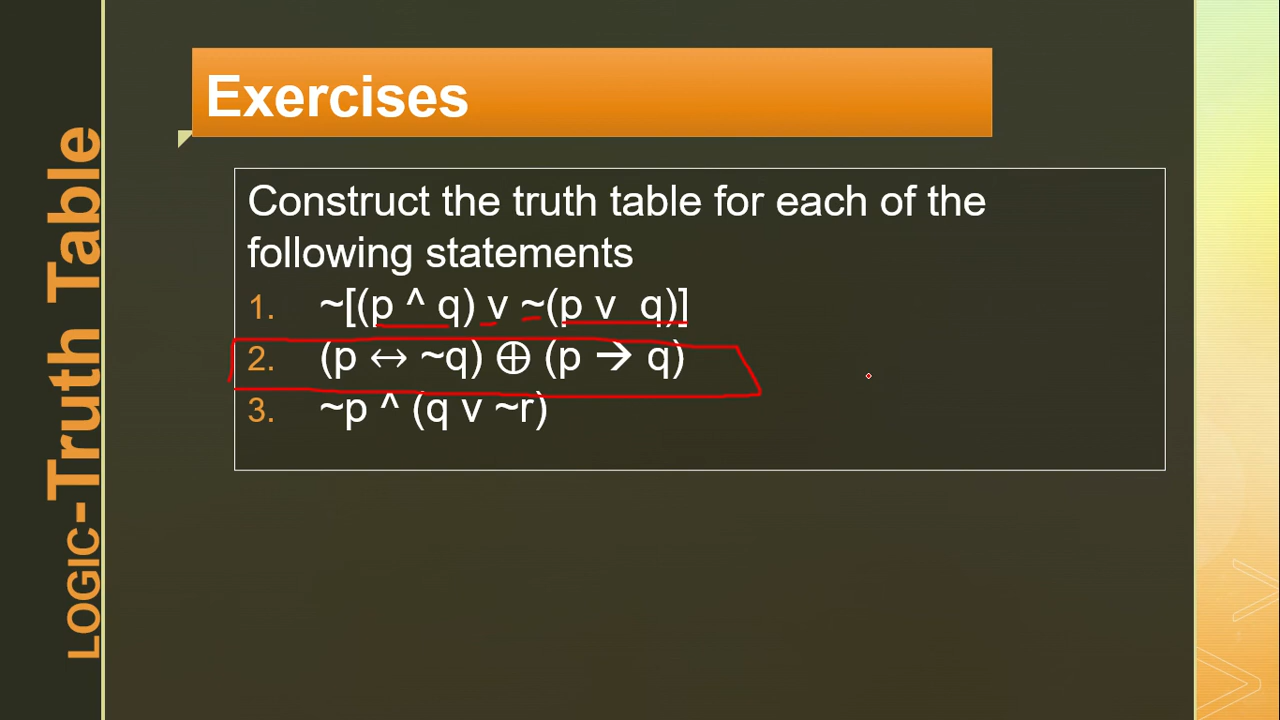 LOGIC-Truth Table
Exercises
Construct the truth table for each of the
following statements
1. ~[(p ^ q) v ~(p v q)]
2. (p ↔ ~q) ⊕ (p → q)
3. ~p ^ (q v ~r)